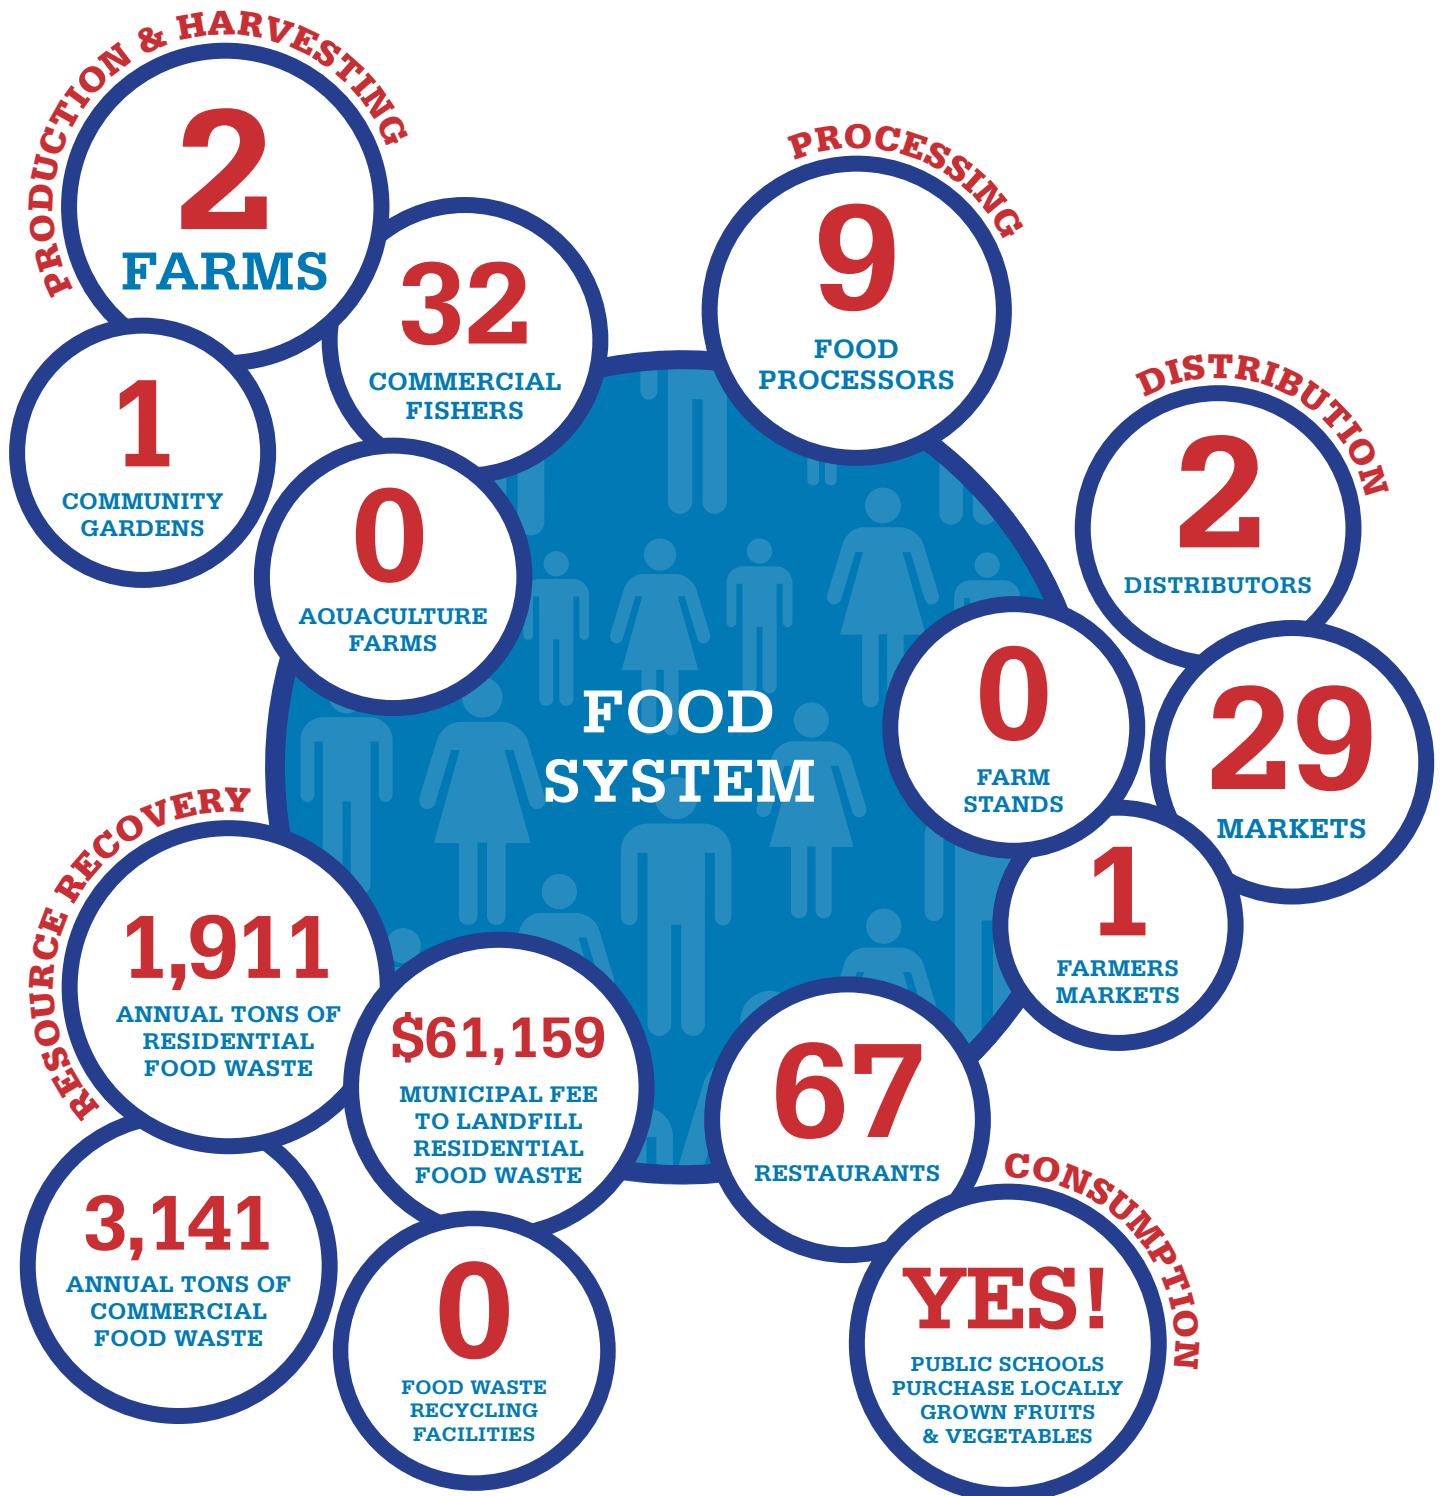 PRODUCTION & HARVESTING
2
FARMS
32
COMMERCIAL
FISHERS
1
COMMUNITY
GARDENS
0
AQUACULTURE
FARMS
PROCESSING
9
FOOD
PROCESSORS
DISTRIBUTION
2
DISTRIBUTORS
0
FARM
STANDS
29
MARKETS
1
FARMERS
MARKETS
FOOD
SYSTEM
RESOURCE RECOVERY
1,911
ANNUAL TONS OF
RESIDENTIAL
FOOD WASTE
$61,159
MUNICIPAL FEE
TO LANDFILL
RESIDENTIAL
FOOD WASTE
3,141
ANNUAL TONS OF
COMMERCIAL
FOOD WASTE
0
FOOD WASTE
RECYCLING
FACILITIES
67
RESTAURANTS
CONSUMPTION
YES!
PUBLIC SCHOOLS
PURCHASE LOCALLY
GROWN FRUITS
& VEGETABLES